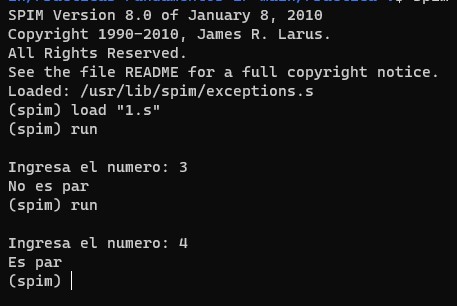 SPIM Version 8.0 of January 8, 2010
Copyright 1990-2010, James R. Larus.
All Rights Reserved.
See the file README for a full copyright notice.
Loaded: /usr/lib/spim/exceptions.s
(spim) load "1.s"
(spim) run
Ingresa el numero: 3
No es par
(spim) run
Ingresa el numero: 4
Es par
(spim)